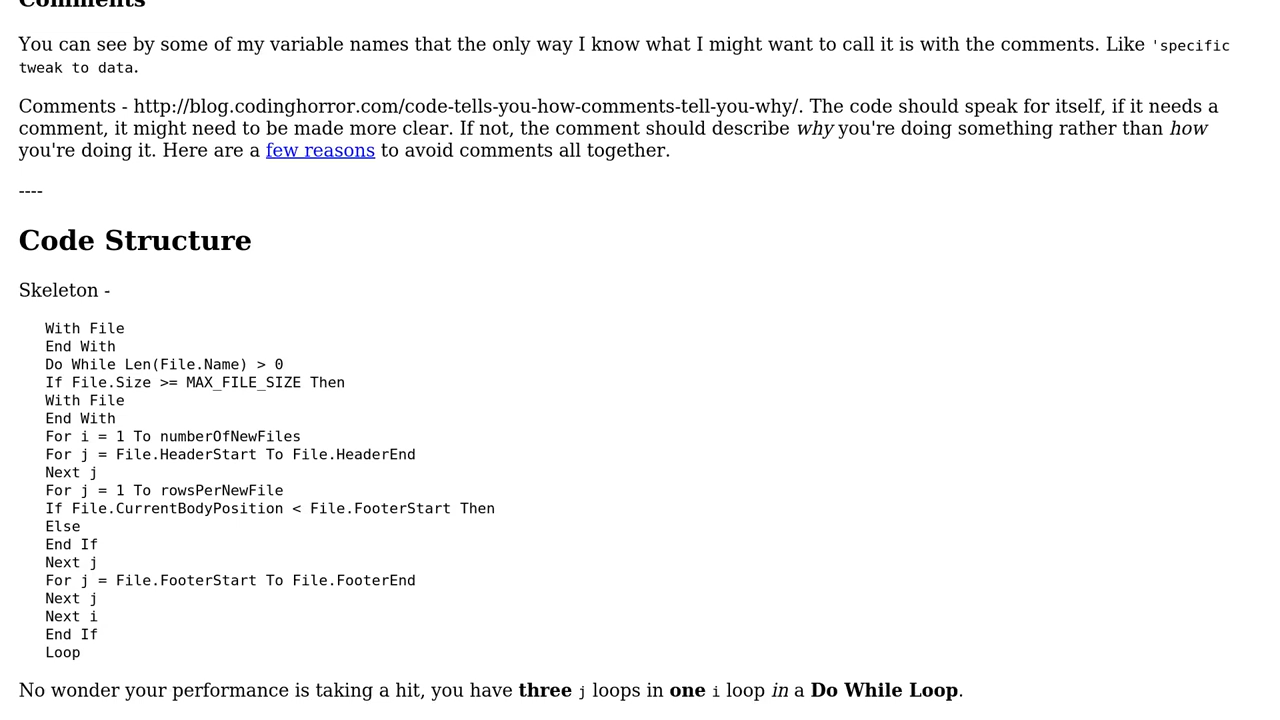 Comments
You can see by some of my variable names that the only way I know what I might want to call it is with the comments. Like 'specific
tweak to data.
Comments - http://blog.codinghorror.com/code-tells-you-how-comments-tell-you-why/. The code should speak for itself, if it needs a
comment, it might need to be made more clear. If not, the comment should describe why you're doing something rather than how
you're doing it. Here are a few reasons to avoid comments all together.
----
Code Structure
Skeleton -
With File
End With
Do While Len(File.Name) > 0
If File.Size >= MAX_FILE_SIZE Then
With File
End With
For i = 1 To numberOfNewFiles
For j = File.HeaderStart To File.HeaderEnd
Next j
For j = 1 To rowsPerNewFile
If File.CurrentBodyPosition < File.FooterStart Then
Else
End If
Next j
For j = File.FooterStart To File.FooterEnd
Next j
Next i
End If
Loop
No wonder your performance is taking a hit, you have three j loops in one i loop in a Do While Loop.